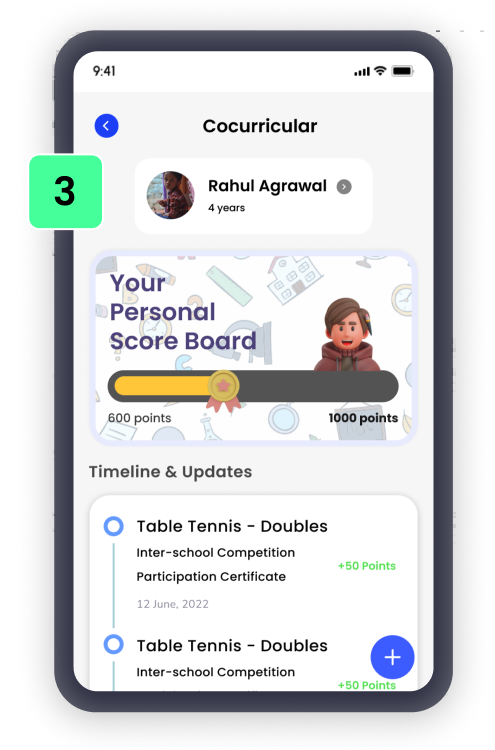 9:41
Cocurricular
3
Rahul Agrawal
4 years
Your
Personal
Score Board
600 points
1000 points
Timeline & Updates
Table Tennis - Doubles
Inter-school Competition
+50 Points
Participation Certificate
12 June, 2022
Table Tennis - Doubles
Inter-school Competition
+50 Points